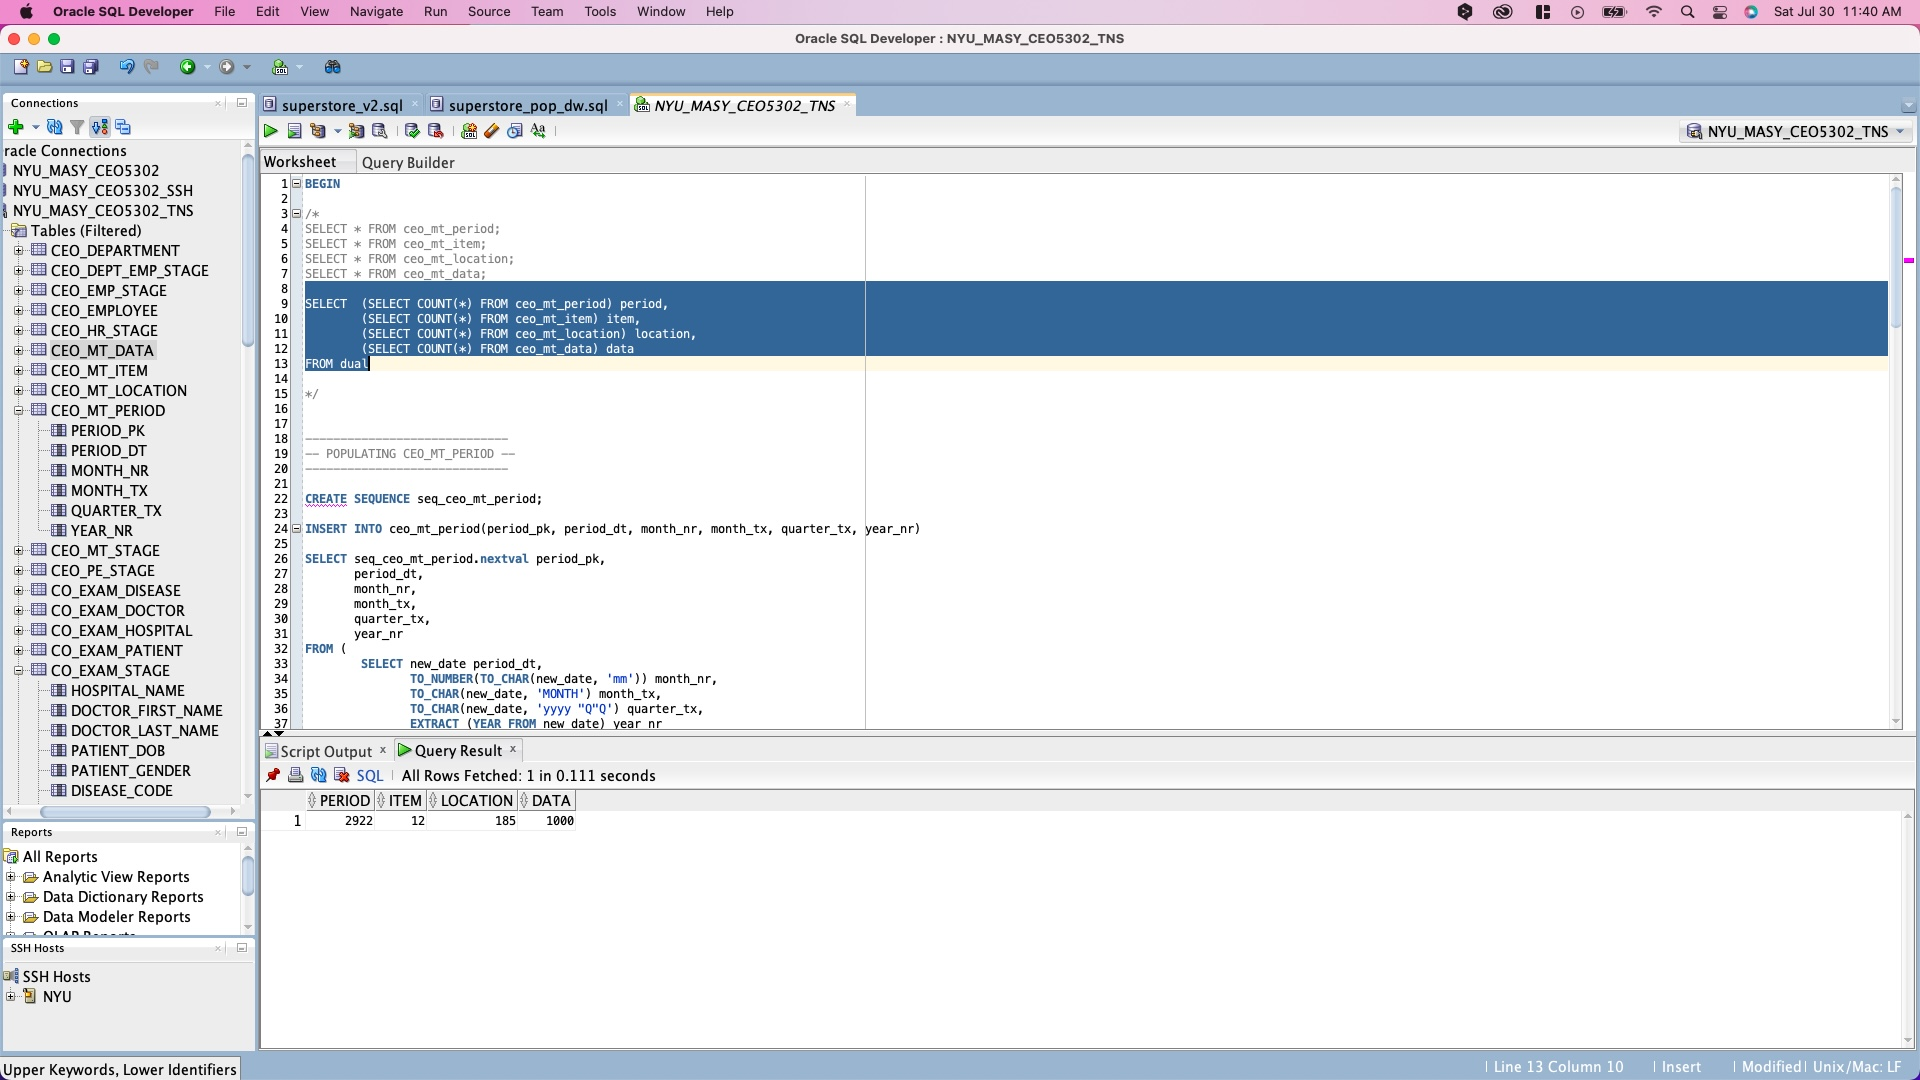 Oracle SQL Developer File Edit View Navigate Run Source Team Tools Window Help Sat Jul 30 11:40 AM
Oracle SQL Developer : NYU_MASY_CEO5302_TNS
Connections
racle Connections
NYU_MASY_CEO5302
NYU_MASY_CEO5302_SSH
NYU_MASY_CEO5302_TNS
Tables (Filtered)
CEO_DEPARTMENT
CEO_DEPT_EMP_STAGE
CEO_EMP_STAGE
CEO_EMPLOYEE
CEO_HR_STAGE
CEO_MT_DATA
CEO_MT_ITEM
CEO_MT_LOCATION
CEO_MT_PERIOD
PERIOD_PK
PERIOD_DT
MONTH_NR
MONTH_TX
QUARTER_TX
YEAR_NR
CEO_MT_STAGE
CEO_PE_STAGE
CO_EXAM_DISEASE
CO_EXAM_DOCTOR
CO_EXAM_HOSPITAL
CO_EXAM_PATIENT
CO_EXAM_STAGE
HOSPITAL_NAME
DOCTOR_FIRST_NAME
DOCTOR_LAST_NAME
PATIENT_DOB
PATIENT_GENDER
DISEASE_CODE
Reports
All Reports
Analytic View Reports
Data Dictionary Reports
Data Modeler Reports
OLAP Reports
SSH Hosts
SSH Hosts
NYU
superstore_v2.sql superstore_pop_dw.sql NYU_MASY_CEO5302_TNS
NYU_MASY_CEO5302_TNS
Worksheet Query Builder
1 BEGIN
2
3 /*
4 SELECT * FROM ceo_mt_period;
5 SELECT * FROM ceo_mt_item;
6 SELECT * FROM ceo_mt_location;
7 SELECT * FROM ceo_mt_data;
8
9 SELECT (SELECT COUNT(*) FROM ceo_mt_period) period,
10 (SELECT COUNT(*) FROM ceo_mt_item) item,
11 (SELECT COUNT(*) FROM ceo_mt_location) location,
12 (SELECT COUNT(*) FROM ceo_mt_data) data
13 FROM dual
14
15 */
16
17
18 -----------------------------
19 -- POPULATING CEO_MT_PERIOD --
20 -----------------------------
21
22 CREATE SEQUENCE seq_ceo_mt_period;
23
24 INSERT INTO ceo_mt_period(period_pk, period_dt, month_nr, month_tx, quarter_tx, year_nr)
25
26 SELECT seq_ceo_mt_period.nextval period_pk,
27 period_dt,
28 month_nr,
29 month_tx,
30 quarter_tx,
31 year_nr
32 FROM (
33 SELECT new_date period_dt,
34 TO_NUMBER(TO_CHAR(new_date, 'mm')) month_nr,
35 TO_CHAR(new_date, 'MONTH') month_tx,
36 TO_CHAR(new_date, 'yyyy "Q"Q') quarter_tx,
37 EXTRACT (YEAR FROM new_date) year_nr
Script Output x Query Result x
SQL All Rows Fetched: 1 in 0.111 seconds
PERIOD ITEM LOCATION DATA
1 2922 12 185 1000
Upper Keywords, Lower Identifiers
Line 13 Column 10 Insert Modified Unix/Mac: LF